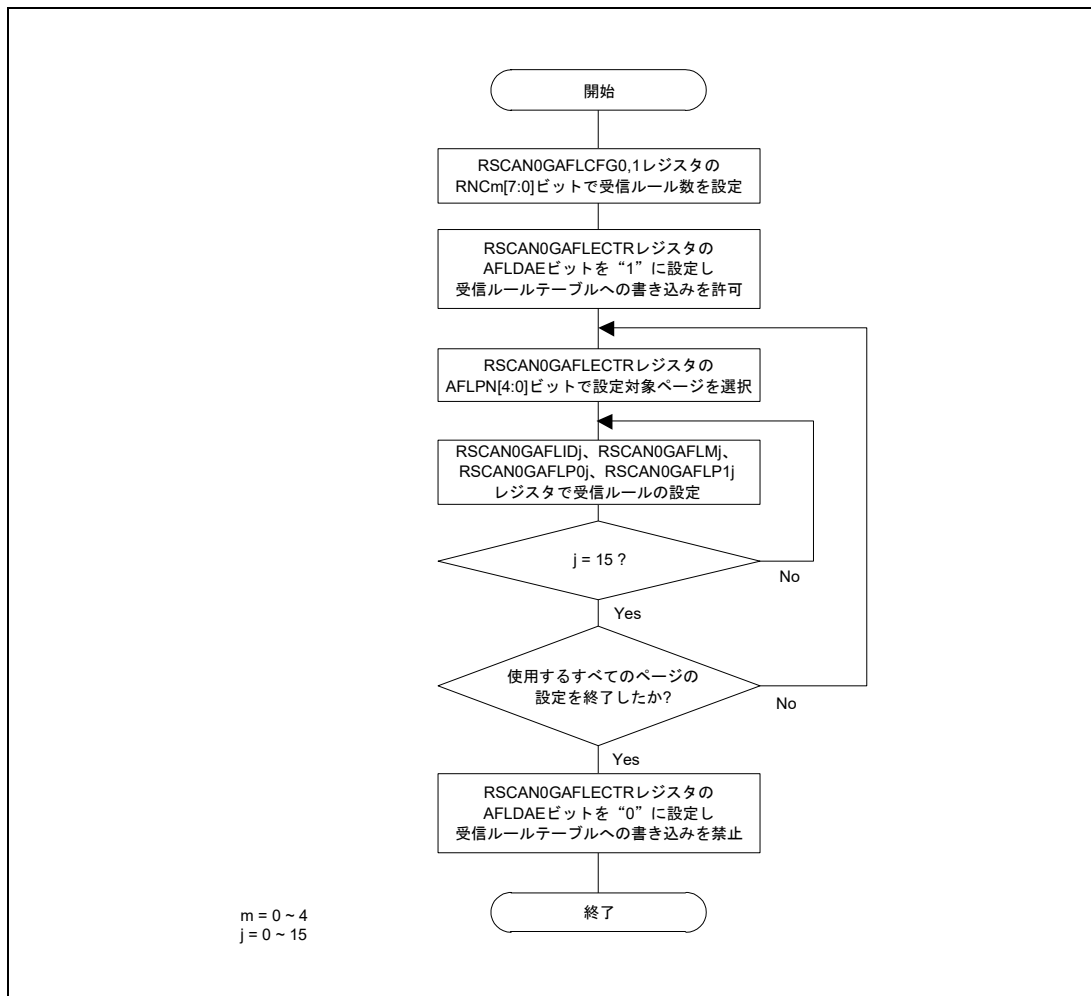 開始
RSCAN0GAFLCFG0,1レジスタの
RNCm[7:0]ビットで受信ルール数を設定
RSCAN0GAFLECTRレジスタの
AFLDAEビットを“1”に設定し
受信ルールテーブルへの書き込みを許可
RSCAN0GAFLECTRレジスタの
AFLPN[4:0]ビットで設定対象ページを選択
RSCAN0GAFLIDj、RSCAN0GAFLMj、
RSCAN0GAFLP0j、RSCAN0GAFLP1j
レジスタで受信ルールの設定
j = 15 ?
No
Yes
使用するすべてのページの
設定を終了したか?
No
Yes
RSCAN0GAFLECTRレジスタの
AFLDAEビットを“0”に設定し
受信ルールテーブルへの書き込みを禁止
終了
m = 0 ~ 4
j = 0 ~ 15